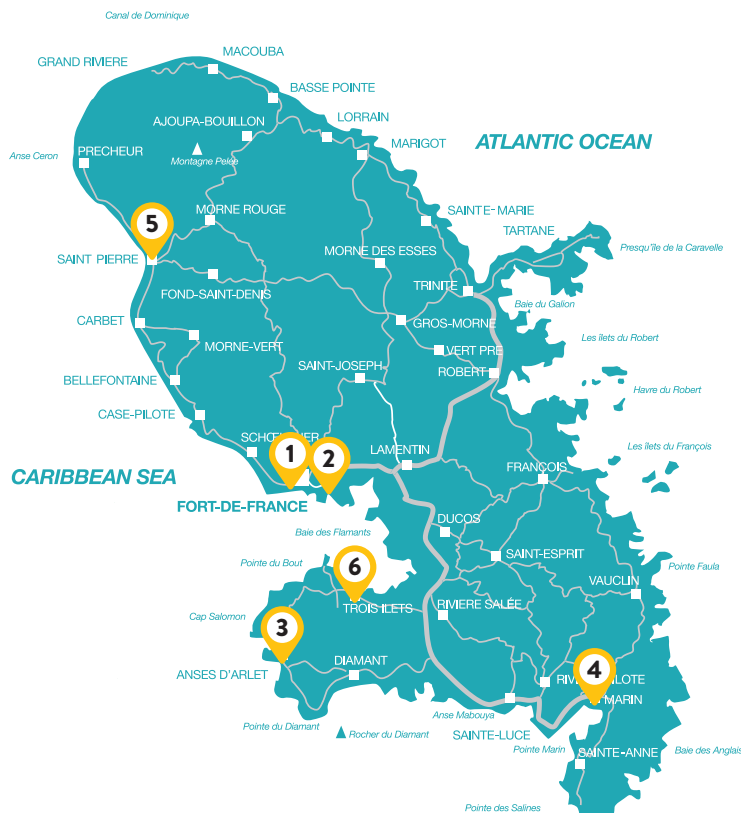 Canal de Dominique
MACOUBA
GRAND RIVIERE
BASSE POINTE
AJOUPA-BOUILLON
LORRAIN
ATLANTIC OCEAN
MARIGOT
Anse Ceron
PRECHEUR
Montagne Pelée
5
MORNE ROUGE
SAINTE-MARIE
TARTANE
SAINT PIERRE
MORNE DES ESSES
Presqu'île de la Caravelle
TRINITE
FOND-SAINT-DENIS
Baie du Galion
CARBET
GROS-MORNE
Les îlets du Robert
MORNE-VERT
VERT PRE
SAINT-JOSEPH
ROBERT
BELLEFONTAINE
Havre du Robert
CASE-PILOTE
SCHŒLCHER
1
2
LAMENTIN
Les îlets du François
CARIBBEAN SEA
FRANÇOIS
FORT-DE-FRANCE
DUCOS
Baie des Flamants
SAINT-ESPRIT
Pointe du Bout
6
Pointe Faula
VAUCLIN
Cap Salomon
TROIS ILETS
RIVIERE SALÉE
3
ANSES D'ARLET
DIAMANT
4
RIVI LOTE
MARIN
Anse Mabouya
Pointe du Diamant
Rocher du Diamant
SAINTE-LUCE
Pointe Marin
SAINTE-ANNE
Baie des Anglais
Pointe des Salines